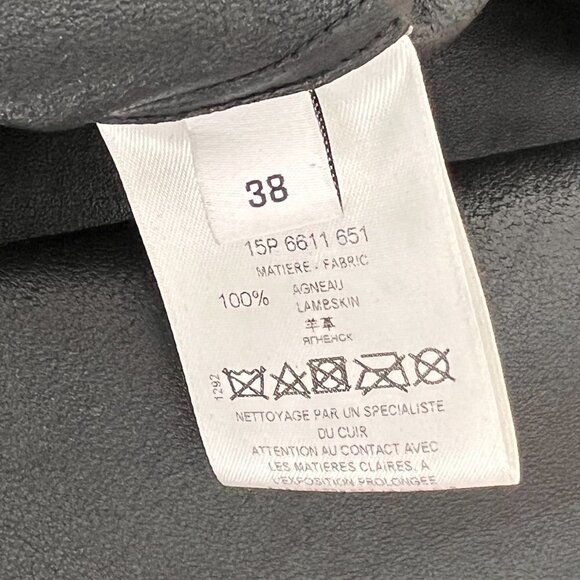 38
15P 6611 651
MATIERE - FABRIC
100% AGNEAU
LAMBSKIN
羊革
ЯГНЕНСК
1292
NETTOYAGE PAR UN SPECIALISTE
DU CUIR
ATTENTION AU CONTACT AVEC
LES MATIERES CLAIRES, A
L'EXPOSITION PROLONGEE